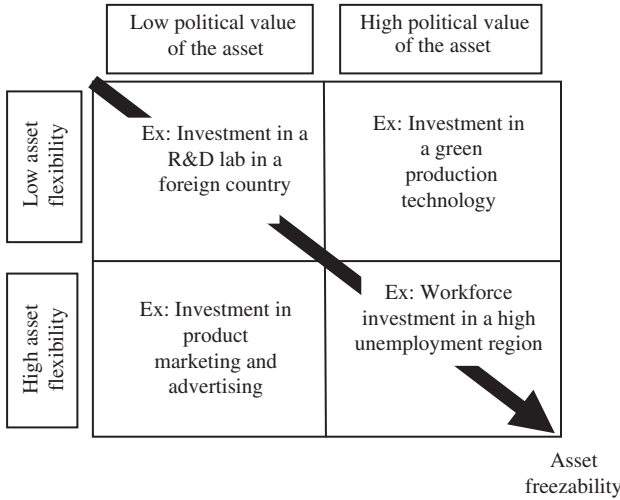 Low political value
of the asset
High political value
of the asset
Low asset
flexibility
Ex: Investment in a
R&D lab in a
foreign country
Ex: Investment in
a green
production
technology
High asset
flexibility
Ex: Investment in
product
marketing and
advertising
Ex: Workforce
investment in a high
unemployment region
Asset
freezability